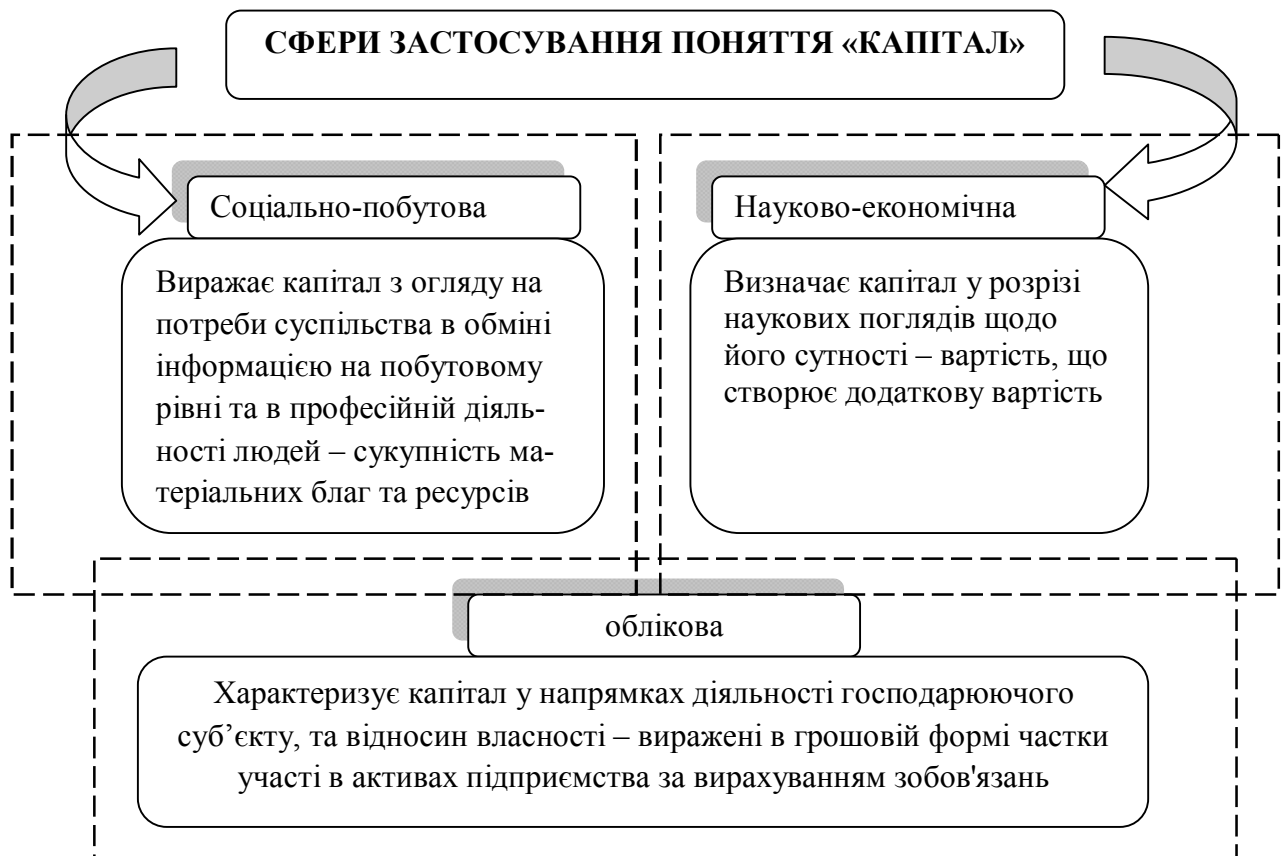 СФЕРИ ЗАСТОСУВАННЯ ПОНЯТТЯ «КАПІТАЛ»
Соціально-побутова
Виражає капітал з огляду на
потреби суспільства в обміні
інформацією на побутовому
рівні та в професійній діяль-
ності людей – сукупність ма-
теріальних благ та ресурсів
Науково-економічна
Визначає капітал у розрізі
наукових поглядів щодо
його сутності – вартість, що
створює додаткову вартість
облікова
Характеризує капітал у напрямках діяльності господарюючого
суб’єкту, та відносин власності – виражені в грошовій формі частки
участі в активах підприємства за вирахуванням зобов'язань